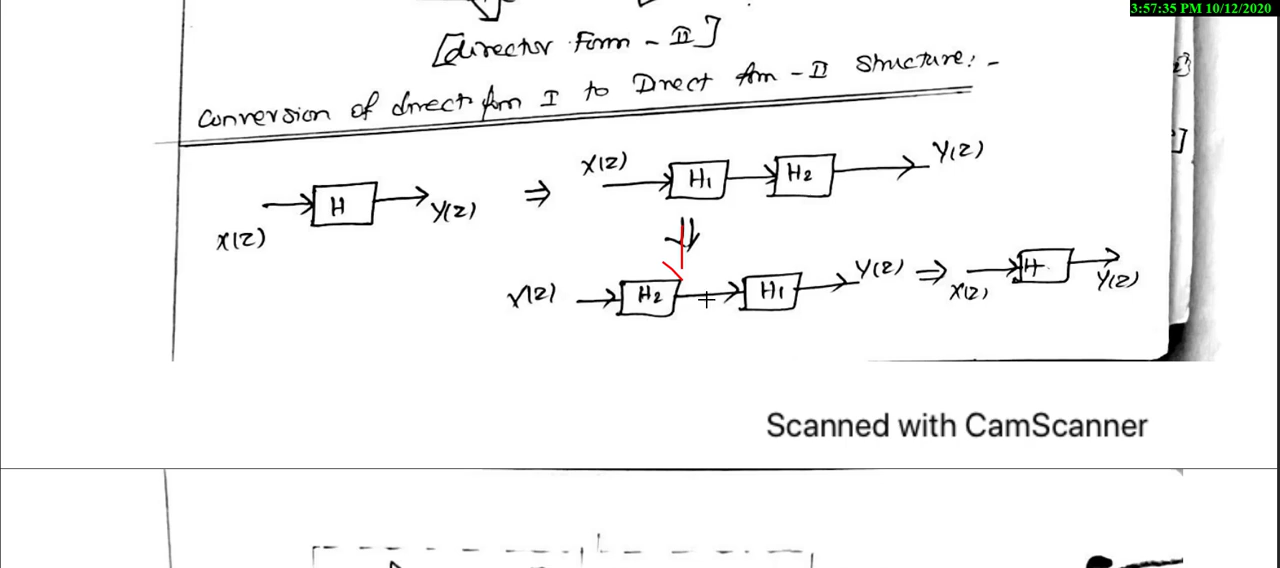 3:57:35 PM 10/12/2020
[director Form - II]
Conversion of direct form I to Direct fm - II Structure: -
X(z) H Y(z) ⇒ X(z) H1 H2 Y(z)
⇓
X(z) H2 H1 Y(z) ⇒ X(z) H Y(z)
Scanned with CamScanner